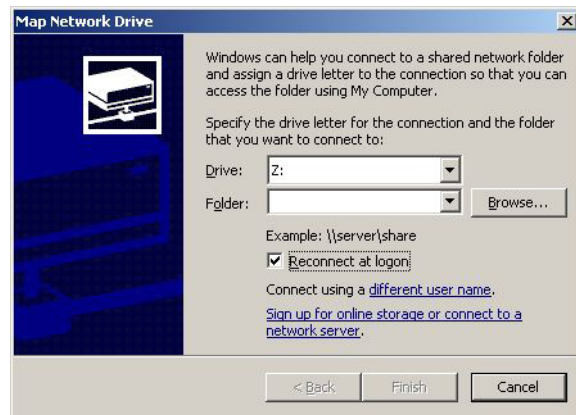 Map Network Drive
Windows can help you connect to a shared network folder
and assign a drive letter to the connection so that you can
access the folder using My Computer.
Specify the drive letter for the connection and the folder
that you want to connect to:
Drive: Z:
Folder: Browse...
Example: \\server\share
Reconnect at logon
Connect using a different user name.
Sign up for online storage or connect to a
network server.
< Back Finish Cancel